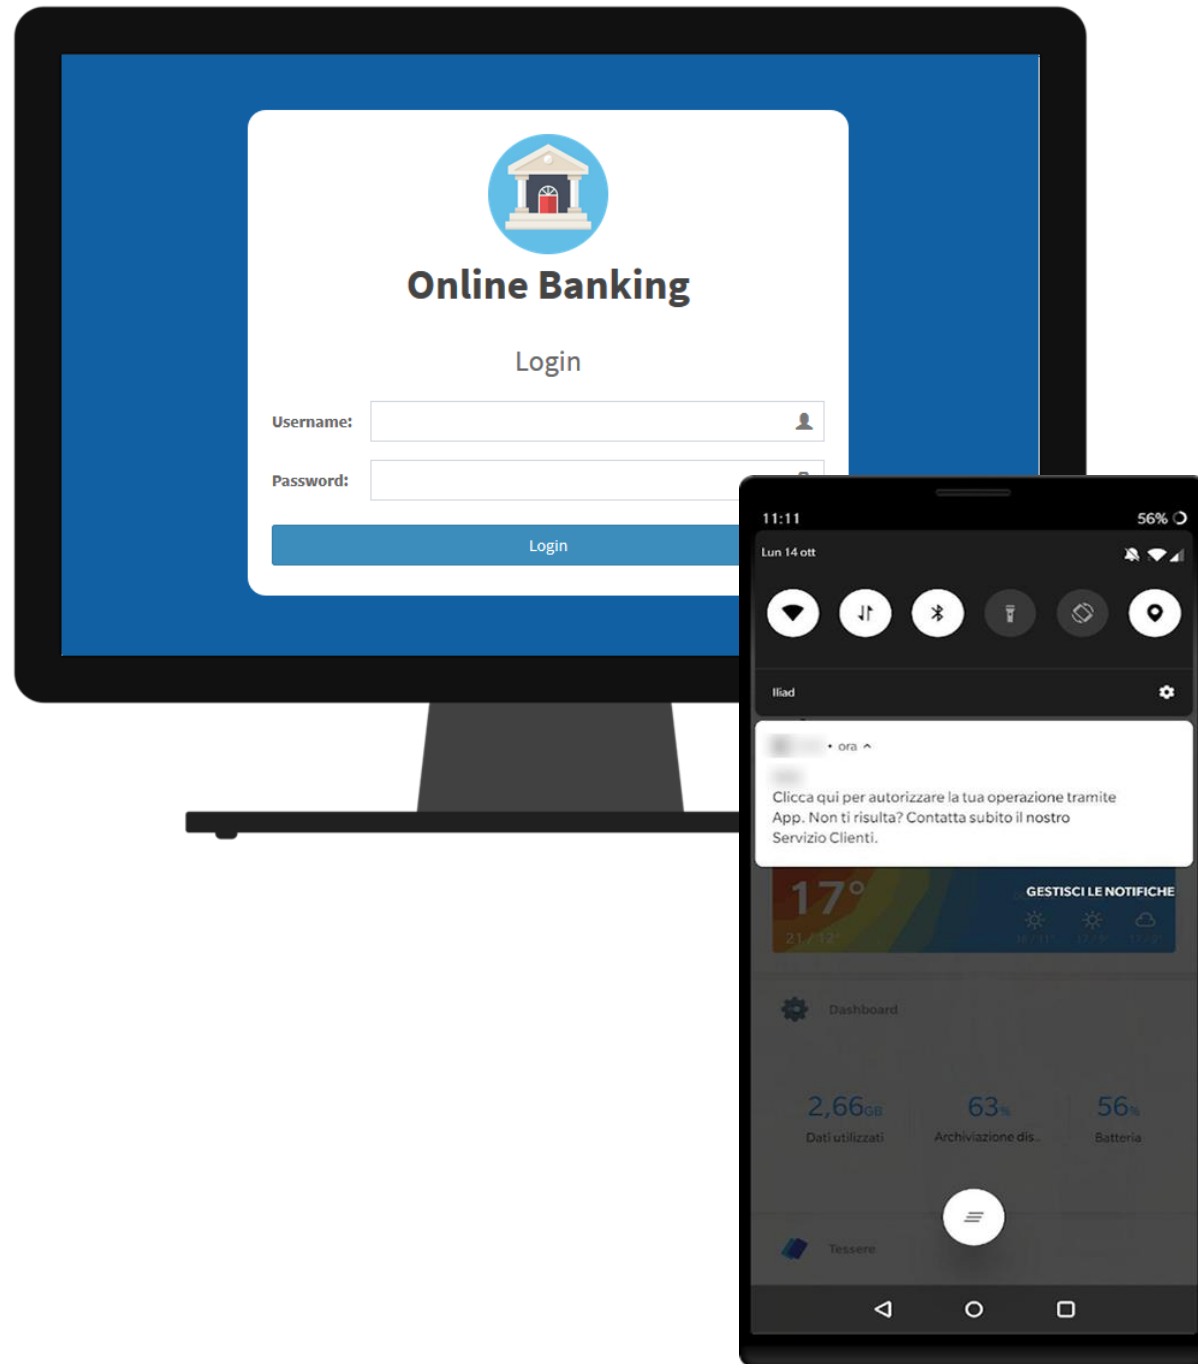 Online Banking
Login
Username:
Password:
Login
11:11 56%
Lun 14 ott
Iliad
• ora
Clicca qui per autorizzare la tua operazione tramite
App. Non ti risulta? Contatta subito il nostro
Servizio Clienti.
17°
GESTISCI LE NOTIFICHE
21 / 12°
Dashboard
2,66GB 63% 56%
Dati utilizzati Archiviazione dis.. Batteria
Tessere